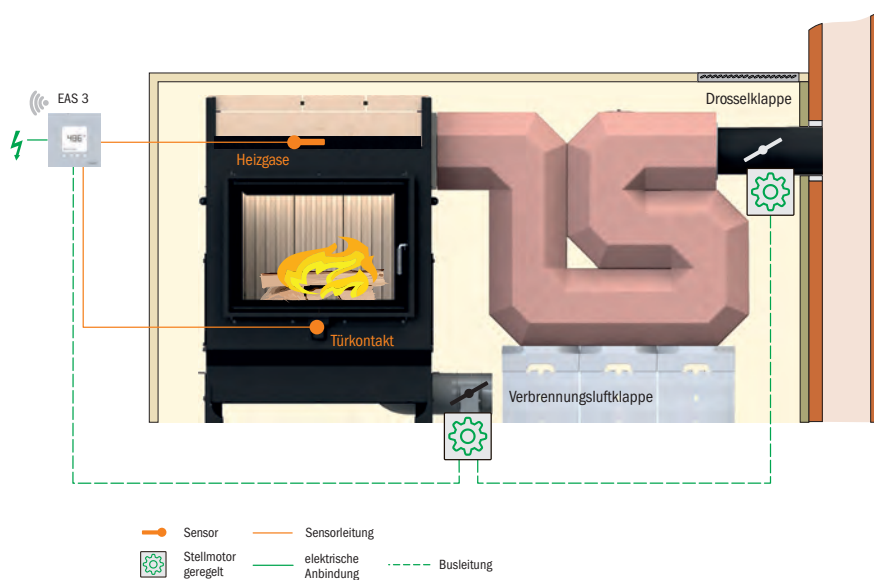 EAS 3
Drosselklappe
Heizgase
Türkontakt
Verbrennungsluftklappe
Sensor
Sensorleitung
Stellmotor
geregelt
elektrische
Anbindung
Busleitung